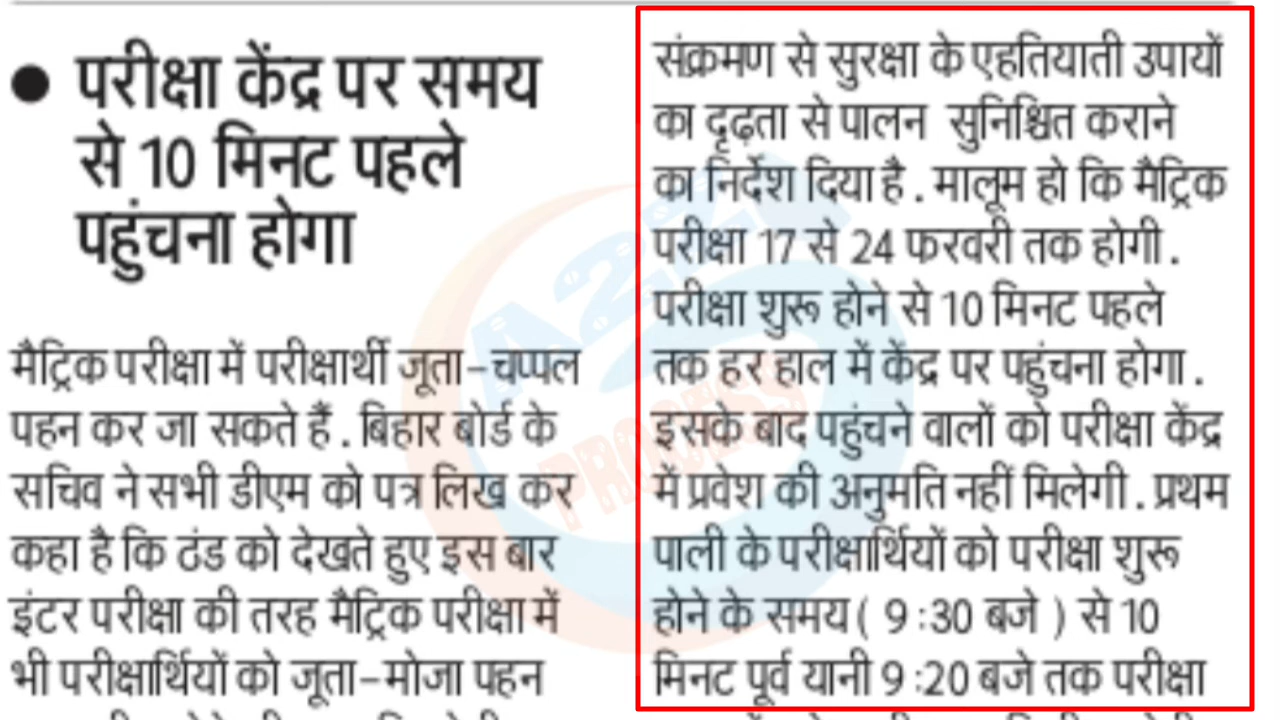 ● परीक्षा केंद्र पर समय
से 10 मिनट पहले
पहुंचना होगा
मैट्रिक परीक्षा में परीक्षार्थी जूता-चप्पल
पहन कर जा सकते हैं . बिहार बोर्ड के
सचिव ने सभी डीएम को पत्र लिख कर
कहा है कि ठंड को देखते हुए इस बार
इंटर परीक्षा की तरह मैट्रिक परीक्षा में
भी परीक्षार्थियों को जूता-मोजा पहन
संक्रमण से सुरक्षा के एहतियाती उपायों
का दृढ़ता से पालन सुनिश्चित कराने
का निर्देश दिया है . मालूम हो कि मैट्रिक
परीक्षा 17 से 24 फरवरी तक होगी .
परीक्षा शुरू होने से 10 मिनट पहले
तक हर हाल में केंद्र पर पहुंचना होगा .
इसके बाद पहुंचने वालों को परीक्षा केंद्र
में प्रवेश की अनुमति नहीं मिलेगी . प्रथम
पाली के परीक्षार्थियों को परीक्षा शुरू
होने के समय ( 9 :30 बजे ) से 10
मिनट पूर्व यानी 9 :20 बजे तक परीक्षा
A2Z
PROCESS